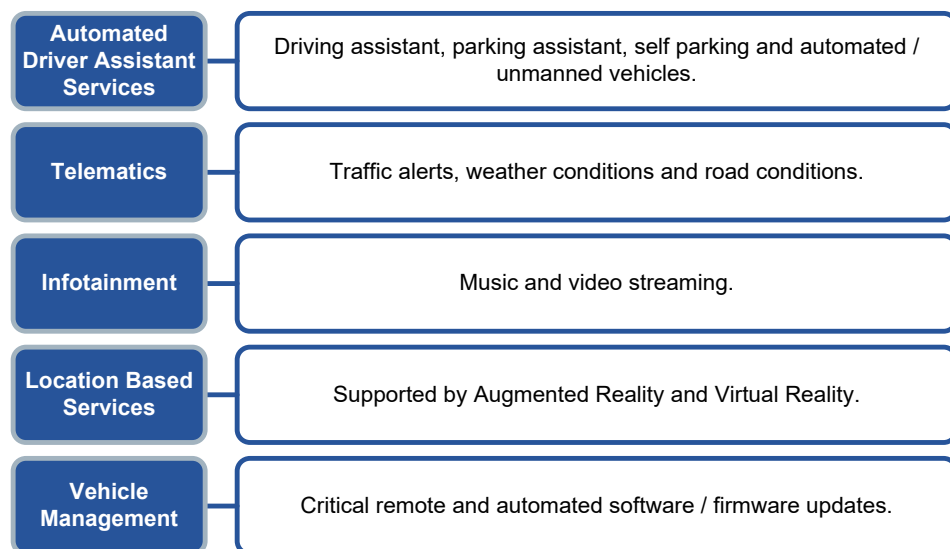 Automated
Driver Assistant
Services
Driving assistant, parking assistant, self parking and automated /
unmanned vehicles.
Telematics
Traffic alerts, weather conditions and road conditions.
Infotainment
Music and video streaming.
Location Based
Services
Supported by Augmented Reality and Virtual Reality.
Vehicle
Management
Critical remote and automated software / firmware updates.